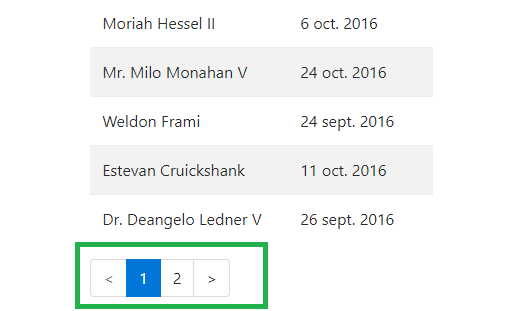 Moriah Hessel II 6 oct. 2016
Mr. Milo Monahan V 24 oct. 2016
Weldon Frami 24 sept. 2016
Estevan Cruickshank 11 oct. 2016
Dr. Deangelo Ledner V 26 sept. 2016
< 1 2 >